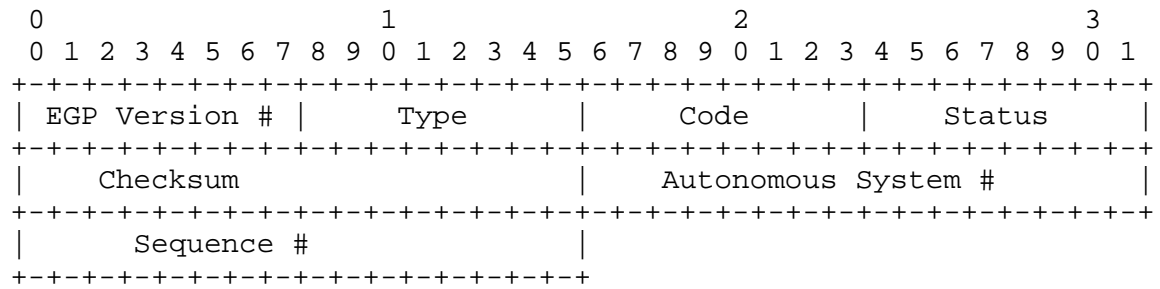 0                   1                   2                   3
 0 1 2 3 4 5 6 7 8 9 0 1 2 3 4 5 6 7 8 9 0 1 2 3 4 5 6 7 8 9 0 1
+-+-+-+-+-+-+-+-+-+-+-+-+-+-+-+-+-+-+-+-+-+-+-+-+-+-+-+-+-+-+-+-+
| EGP Version # |     Type      |     Code      |    Status     |
+-+-+-+-+-+-+-+-+-+-+-+-+-+-+-+-+-+-+-+-+-+-+-+-+-+-+-+-+-+-+-+-+
|    Checksum                   |    Autonomous System #        |
+-+-+-+-+-+-+-+-+-+-+-+-+-+-+-+-+-+-+-+-+-+-+-+-+-+-+-+-+-+-+-+-+
|      Sequence #               |
+-+-+-+-+-+-+-+-+-+-+-+-+-+-+-+-+